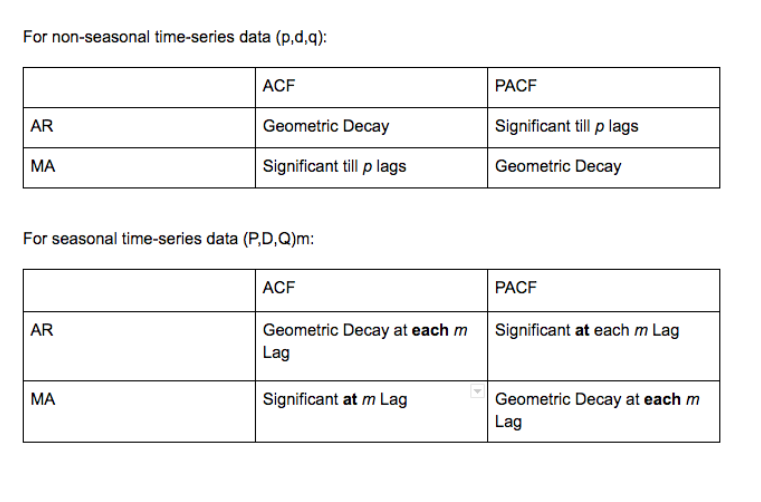 For non-seasonal time-series data (p,d,q):
ACF PACF
AR Geometric Decay Significant till p lags
MA Significant till p lags Geometric Decay
For seasonal time-series data (P,D,Q)m:
ACF PACF
AR Geometric Decay at each m Significant at each m Lag
Lag
MA Significant at m Lag Geometric Decay at each m
Lag